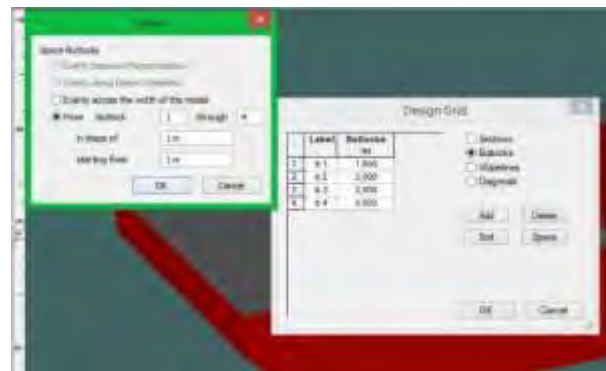 Space Buttocks
Evenly across the width of the model
From buttock 1 through 4
in steps of 1 m
starting from 1 m
OK Cancel
Design Grid
Label Buttocks m
1 b 1 1.000
2 b 2 2.000
3 b 3 3.000
4 b 4 4.000
Sections
Buttocks
Waterlines
Diagonals
Add Delete
Sort Space
OK Cancel